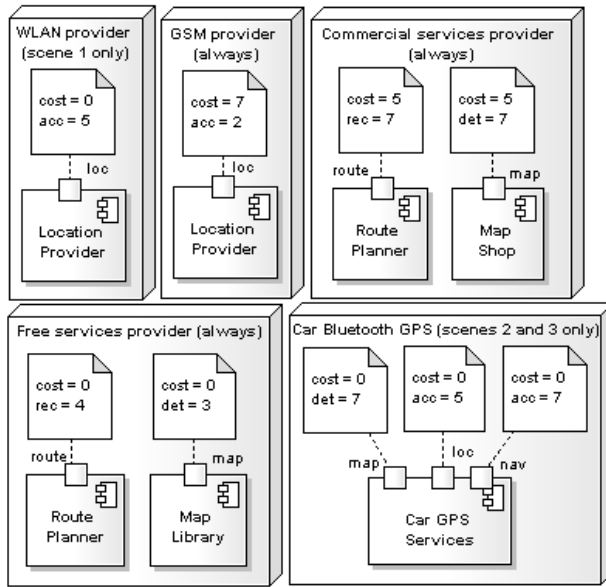 WLAN provider
(scene 1 only)
cost = 0
acc = 5
loc
Location
Provider
GSM provider
(always)
cost = 7
acc = 2
loc
Location
Provider
Commercial services provider
(always)
cost = 5
rec = 7
route
Route
Planner
cost = 5
det = 7
map
Map
Shop
Free services provider (always)
cost = 0
rec = 4
route
Route
Planner
cost = 0
det = 3
map
Map
Library
Car Bluetooth GPS (scenes 2 and 3 only)
cost = 0
det = 7
cost = 0
acc = 5
cost = 0
acc = 7
map
loc
nav
Car GPS
Services